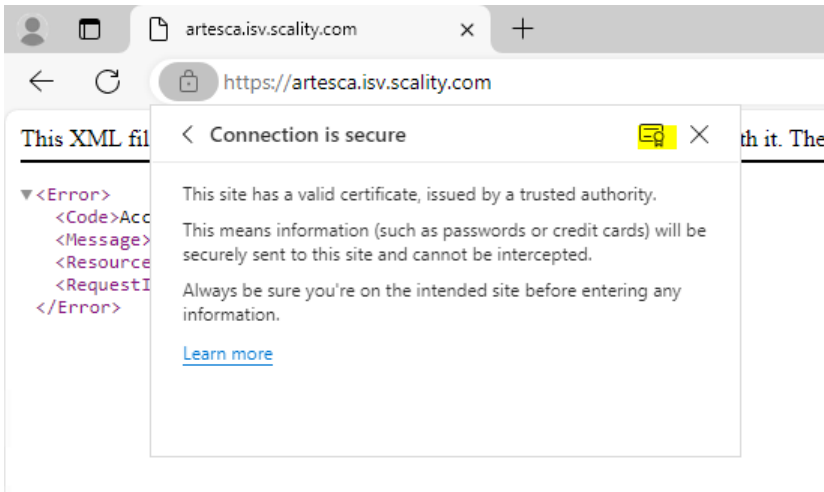 artesca.isv.scality.com
https://artesca.isv.scality.com
This XML fil
Connection is secure
th it. The
This site has a valid certificate, issued by a trusted authority.
This means information (such as passwords or credit cards) will be
securely sent to this site and cannot be intercepted.
Always be sure you're on the intended site before entering any
information.
Learn more
▼<Error>
<Code>Acc
<Message>
<Resource
<RequestI
</Error>